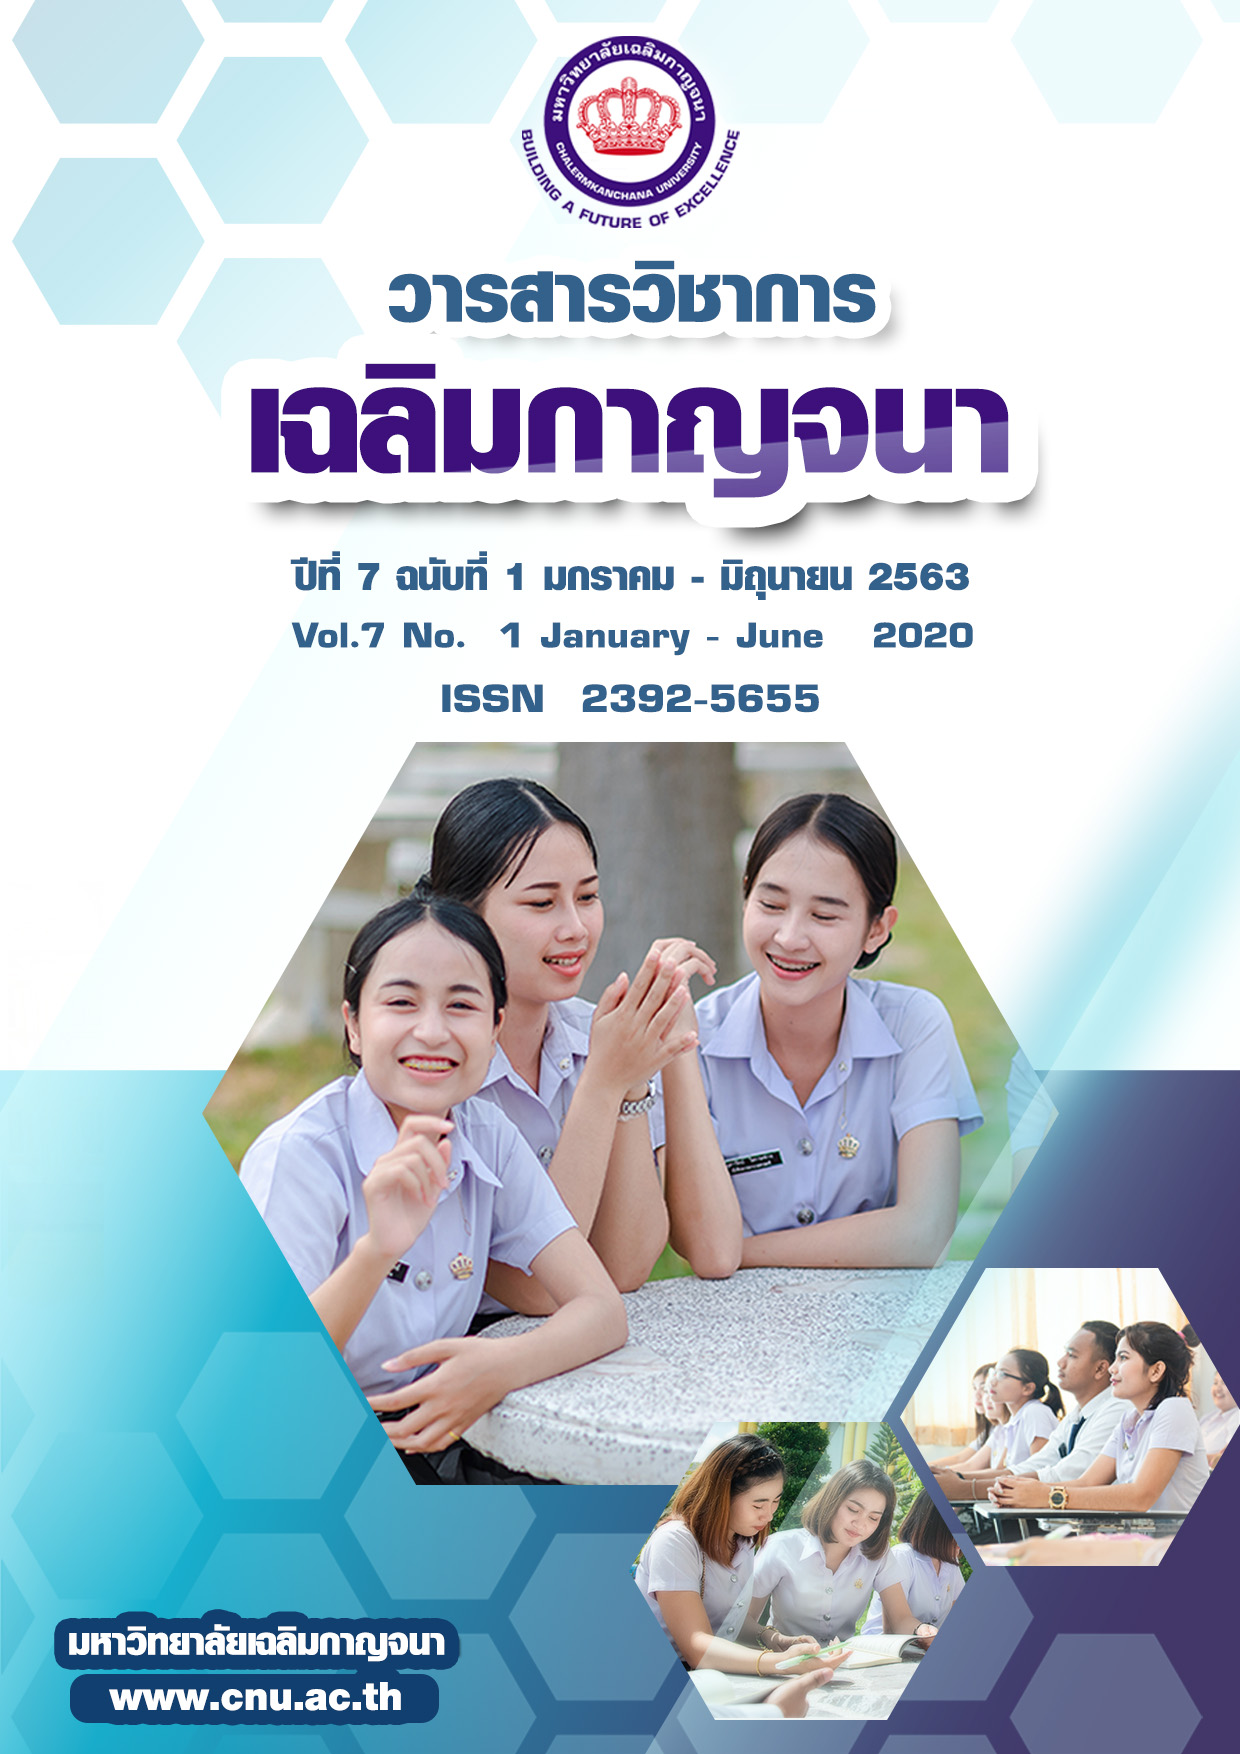 มหาวิทยาลัยเฉลิมกาญจนา
CHALERMKANCHANA UNIVERSITY
BUILDING A FUTURE OF EXCELLENCE
วารสารวิชาการ
เฉลิมกาญจนา
ปีที่ 7 ฉบับที่ 1 มกราคม - มิถุนายน 2563
Vol.7 No. 1 January - June 2020
ISSN 2392-5655
มหาวิทยาลัยเฉลิมกาญจนา
www.cnu.ac.th